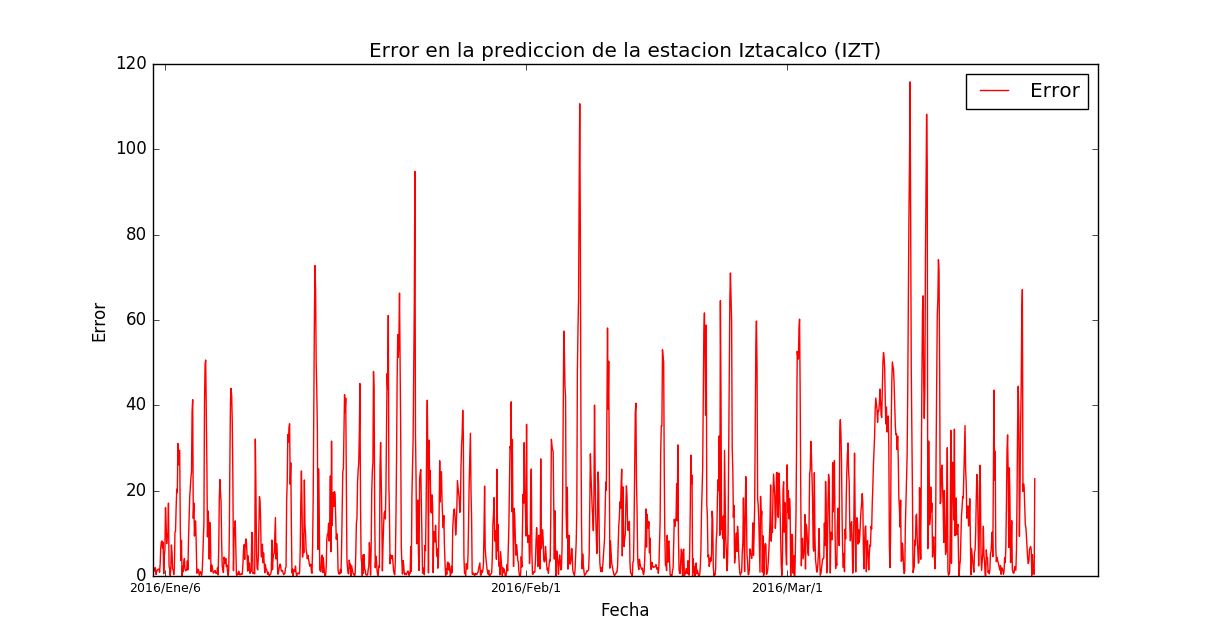 Error en la prediccion de la estacion Iztacalco (IZT)
120
100
80
60
40
20
0
Error
Error
2016/Ene/6
2016/Feb/1
2016/Mar/1
Fecha